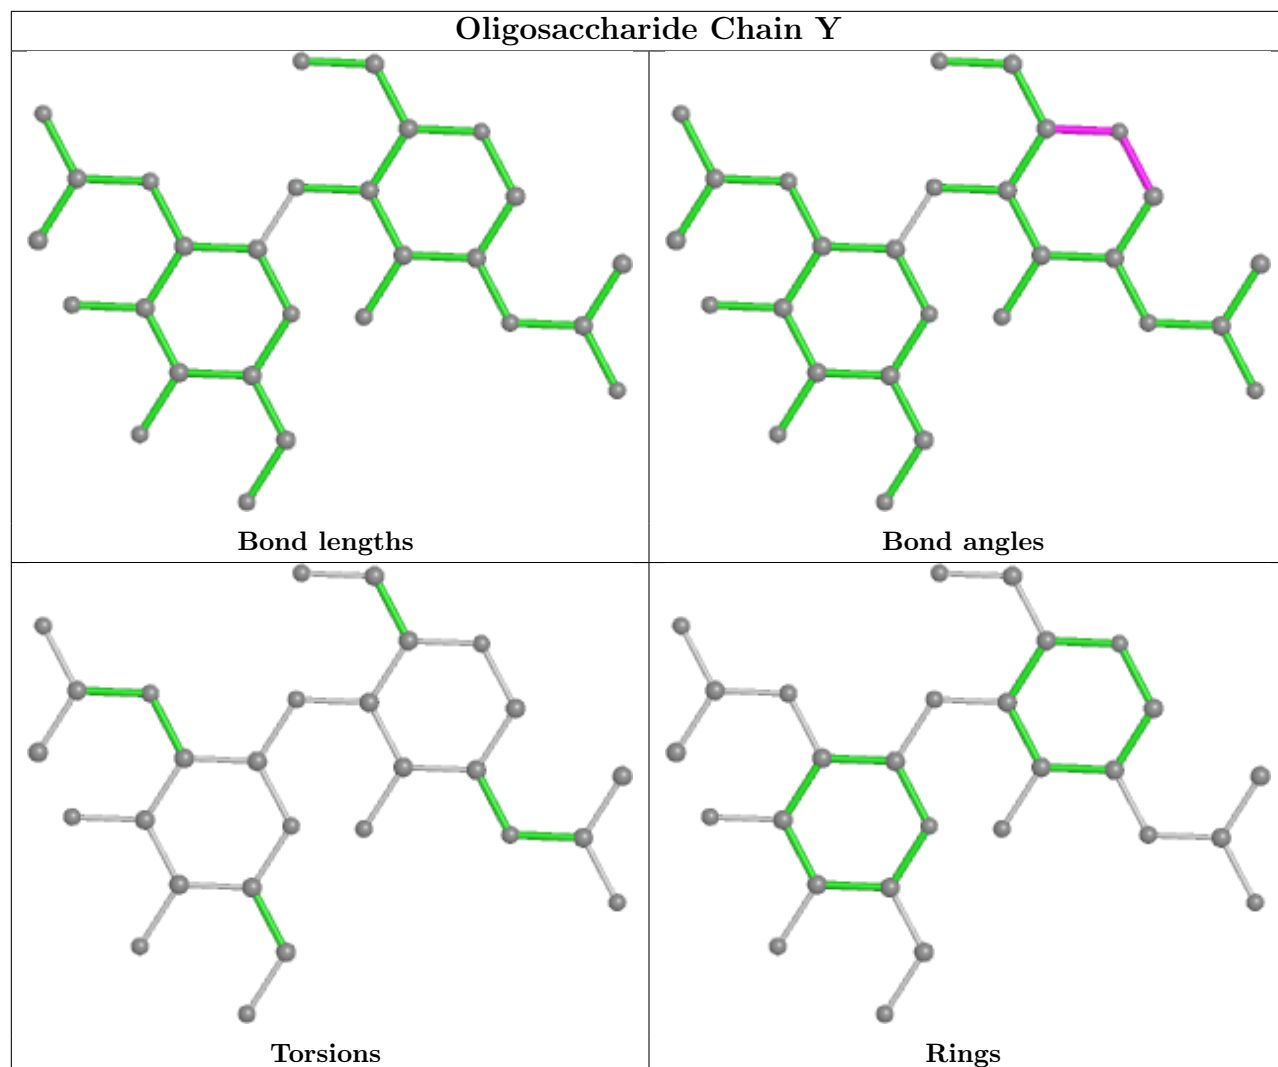 Oligosaccharide Chain Y
Bond lengths
Bond angles
Torsions
Rings